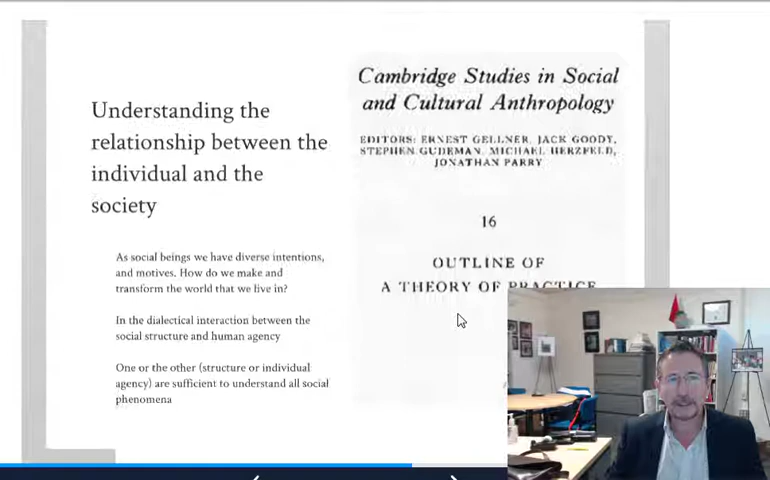 Understanding the
relationship between the
individual and the
society
As social beings we have diverse intentions,
and motives. How do we make and
transform the world that we live in?
In the dialectical interaction between the
social structure and human agency
One or the other (structure or individual
agency) are sufficient to understand all social
phenomena
Cambridge Studies in Social
and Cultural Anthropology
EDITORS: ERNEST GELLNER, JACK GOODY,
STEPHEN GUDEMAN, MICHAEL HERZFELD,
JONATHAN PARRY
16
OUTLINE OF
A THEORY OF PRACTICE